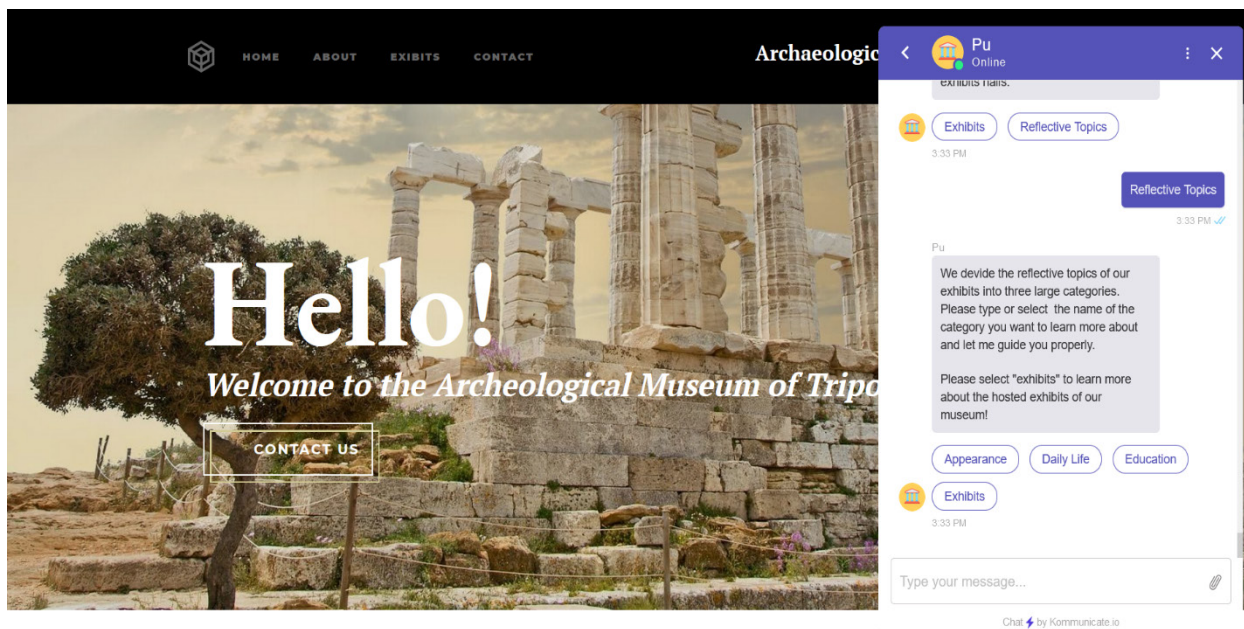 HOME ABOUT EXIBITS CONTACT
Hello!
Welcome to the Archeological Museum of
CONTACT US
Pu
Online
exhibits halls.
Exhibits Reflective Topics
3:33 PM
Reflective Topics
3:33 PM
Pu
We devide the reflective topics of our
exhibits into three large categories.
Please type or select the name of the
category you want to learn more about
and let me guide you properly.
Please select "exhibits" to learn more
about the hosted exhibits of our
museum!
Appearance Daily Life Education
Exhibits
3:33 PM
Type your message...
Chat by Kommunicate.io